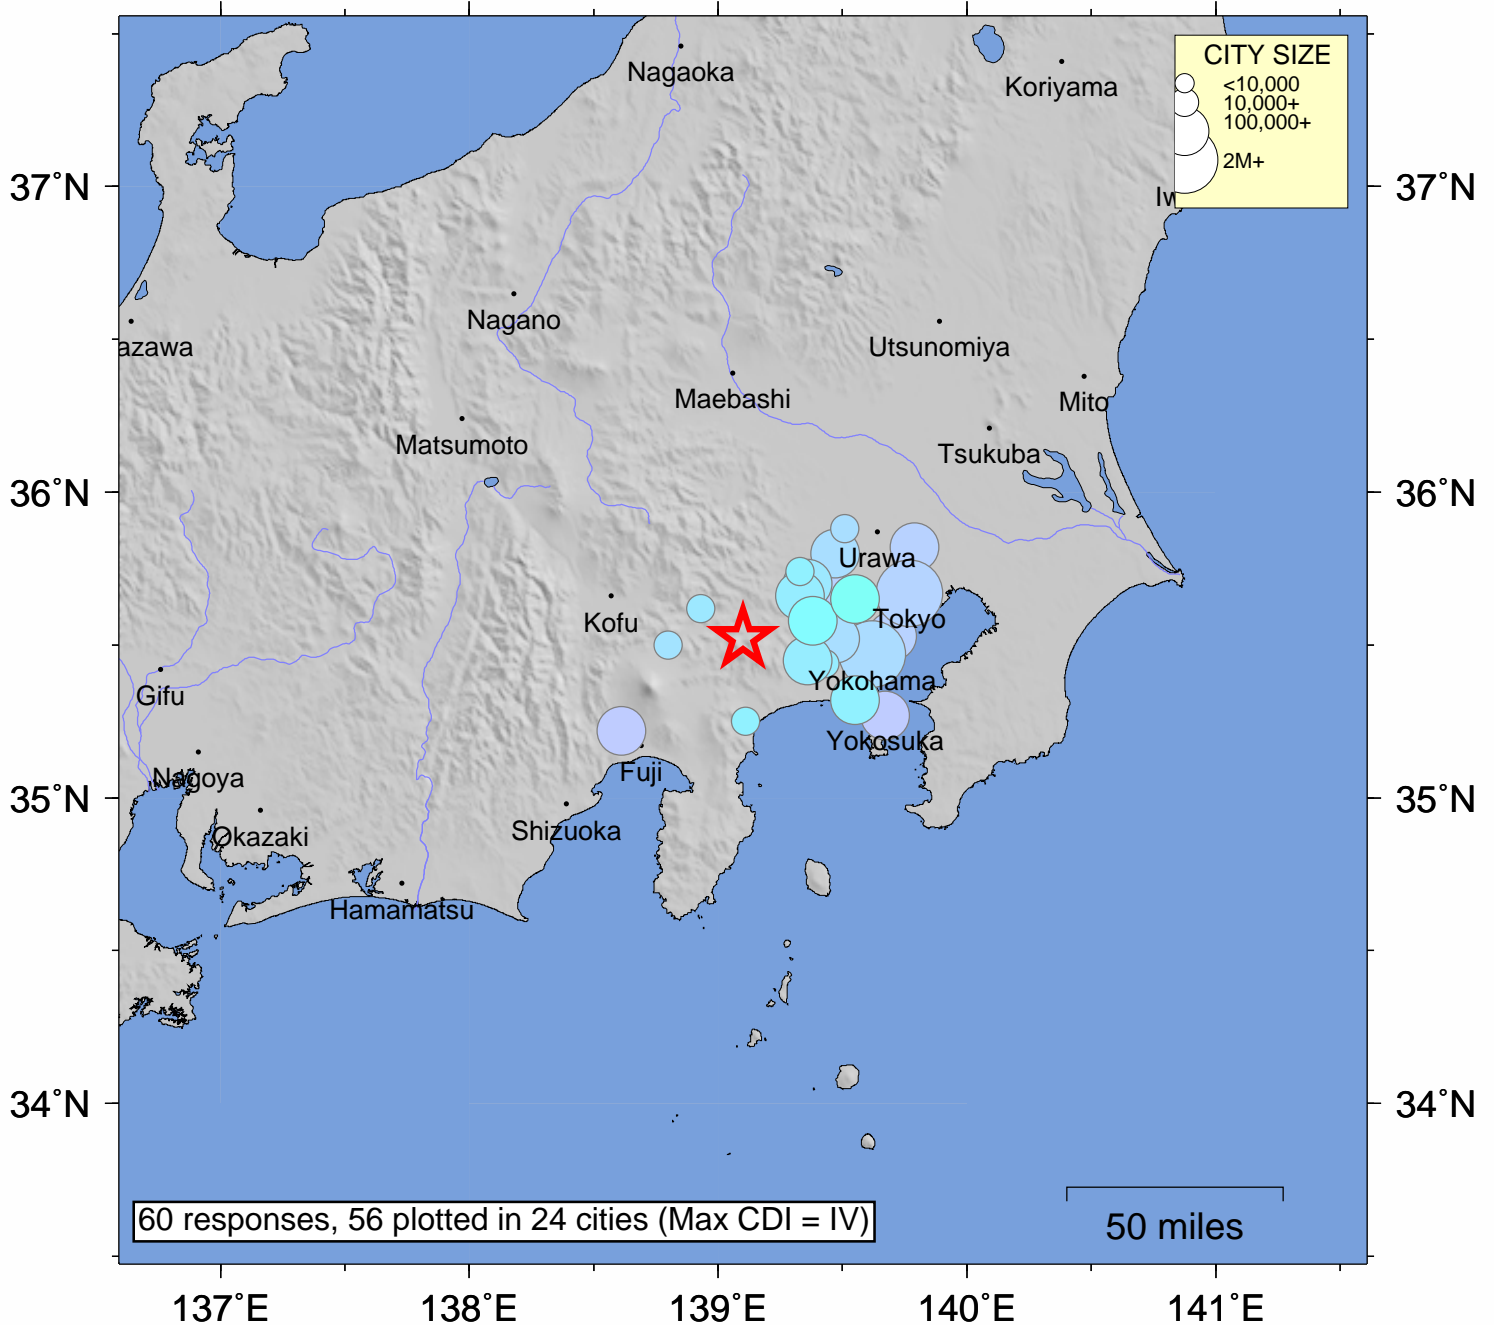 Nagaoka
Koriyama
CITY SIZE
<10,000
10,000+
100,000+
2M+
37˚N
37˚N
Iw
Nagano
azawa
Utsunomiya
Maebashi
Mito
Matsumoto
Tsukuba
36˚N
36˚N
Urawa
Kofu
Tokyo
Gifu
Yokohama
Yokosuka
Nagoya
Fuji
35˚N
35˚N
Okazaki
Shizuoka
Hamamatsu
34˚N
34˚N
60 responses, 56 plotted in 24 cities (Max CDI = IV)
50 miles
137˚E
138˚E
139˚E
140˚E
141˚E